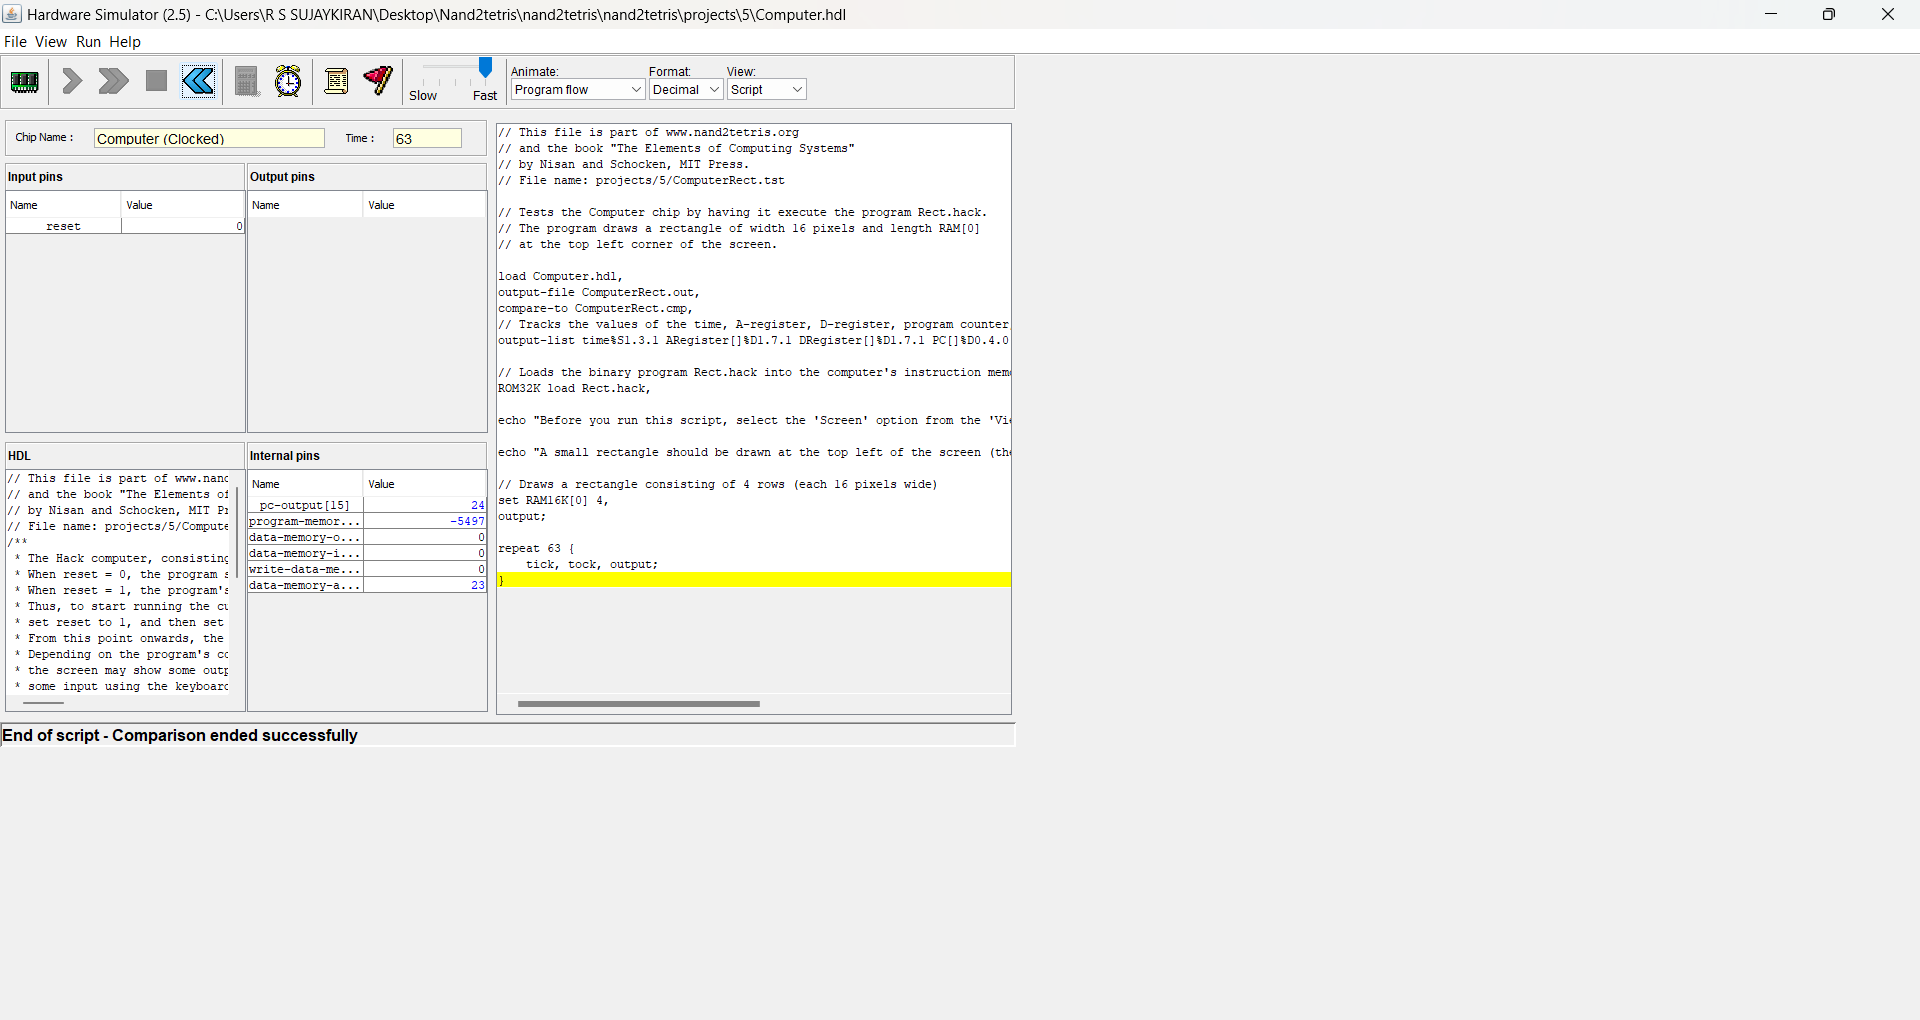 Hardware Simulator (2.5) - C:\Users\R S SUJAYKIRAN\Desktop\Nand2tetris\nand2tetris\nand2tetris\projects\5\Computer.hdl
File View Run Help
Slow Fast
Animate: Format: View:
Program flow Decimal Script
Chip Name : Computer (Clocked) Time : 63
Input pins
Name Value
reset 0
Output pins
Name Value
HDL
// This file is part of www.nand
// and the book "The Elements of
// by Nisan and Schocken, MIT Pr
// File name: projects/5/Compute
/**
* The Hack computer, consisting
* When reset = 0, the program s
* When reset = 1, the program's
* Thus, to start running the cu
* set reset to 1, and then set
* From this point onwards, the
* Depending on the program's co
* the screen may show some outp
* some input using the keyboard
Internal pins
Name Value
pc-output[15] 24
program-memor... -5497
data-memory-o... 0
data-memory-i... 0
write-data-me... 0
data-memory-a... 23
// This file is part of www.nand2tetris.org
// and the book "The Elements of Computing Systems"
// by Nisan and Schocken, MIT Press.
// File name: projects/5/ComputerRect.tst
// Tests the Computer chip by having it execute the program Rect.hack.
// The program draws a rectangle of width 16 pixels and length RAM[0]
// at the top left corner of the screen.
load Computer.hdl,
output-file ComputerRect.out,
compare-to ComputerRect.cmp,
// Tracks the values of the time, A-register, D-register, program counter,
output-list time%S1.3.1 ARegister[]%D1.7.1 DRegister[]%D1.7.1 PC[]%D0.4.0
// Loads the binary program Rect.hack into the computer's instruction mem
ROM32K load Rect.hack,
echo "Before you run this script, select the 'Screen' option from the 'Vi
echo "A small rectangle should be drawn at the top left of the screen (th
// Draws a rectangle consisting of 4 rows (each 16 pixels wide)
set RAM16K[0] 4,
output;
repeat 63 {
tick, tock, output;
}
End of script - Comparison ended successfully